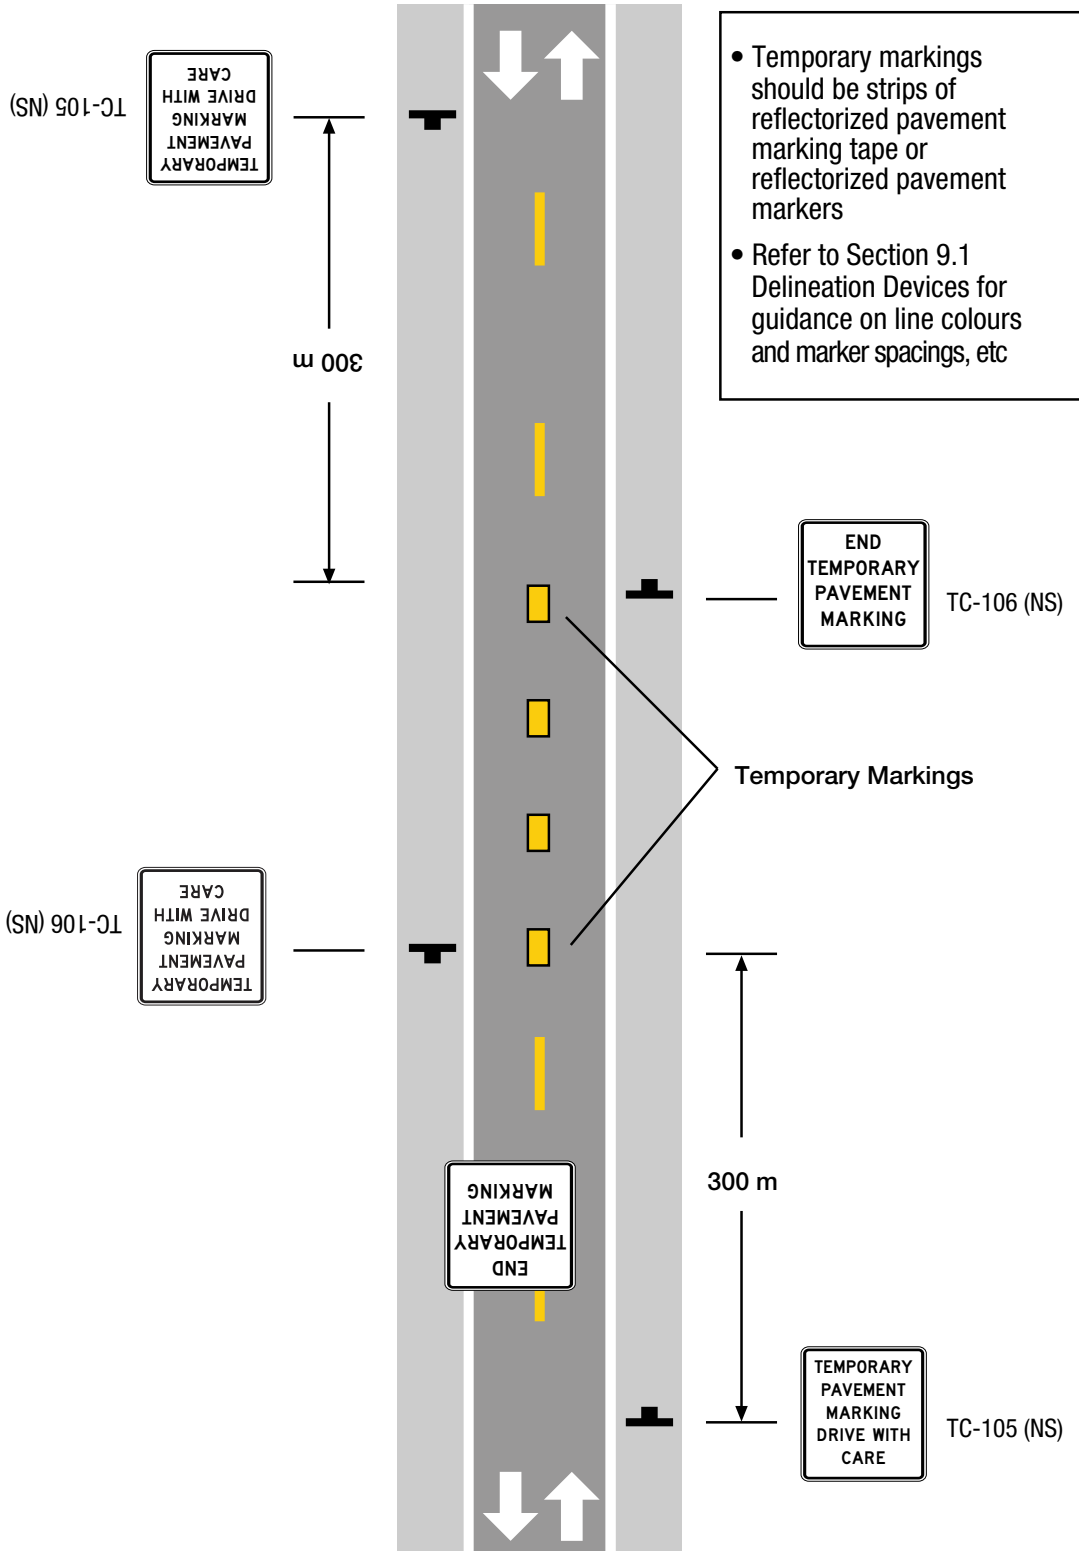 TC-105 (NS)
TEMPORARY
PAVEMENT
MARKING
DRIVE WITH
CARE
300 m
• Temporary markings
should be strips of
reflectorized pavement
marking tape or
reflectorized pavement
markers
• Refer to Section 9.1
Delineation Devices for
guidance on line colours
and marker spacings, etc
END
TEMPORARY
PAVEMENT
MARKING
TC-106 (NS)
Temporary Markings
TC-106 (NS)
TEMPORARY
PAVEMENT
MARKING
DRIVE WITH
CARE
END
TEMPORARY
PAVEMENT
MARKING
300 m
TEMPORARY
PAVEMENT
MARKING
DRIVE WITH
CARE
TC-105 (NS)